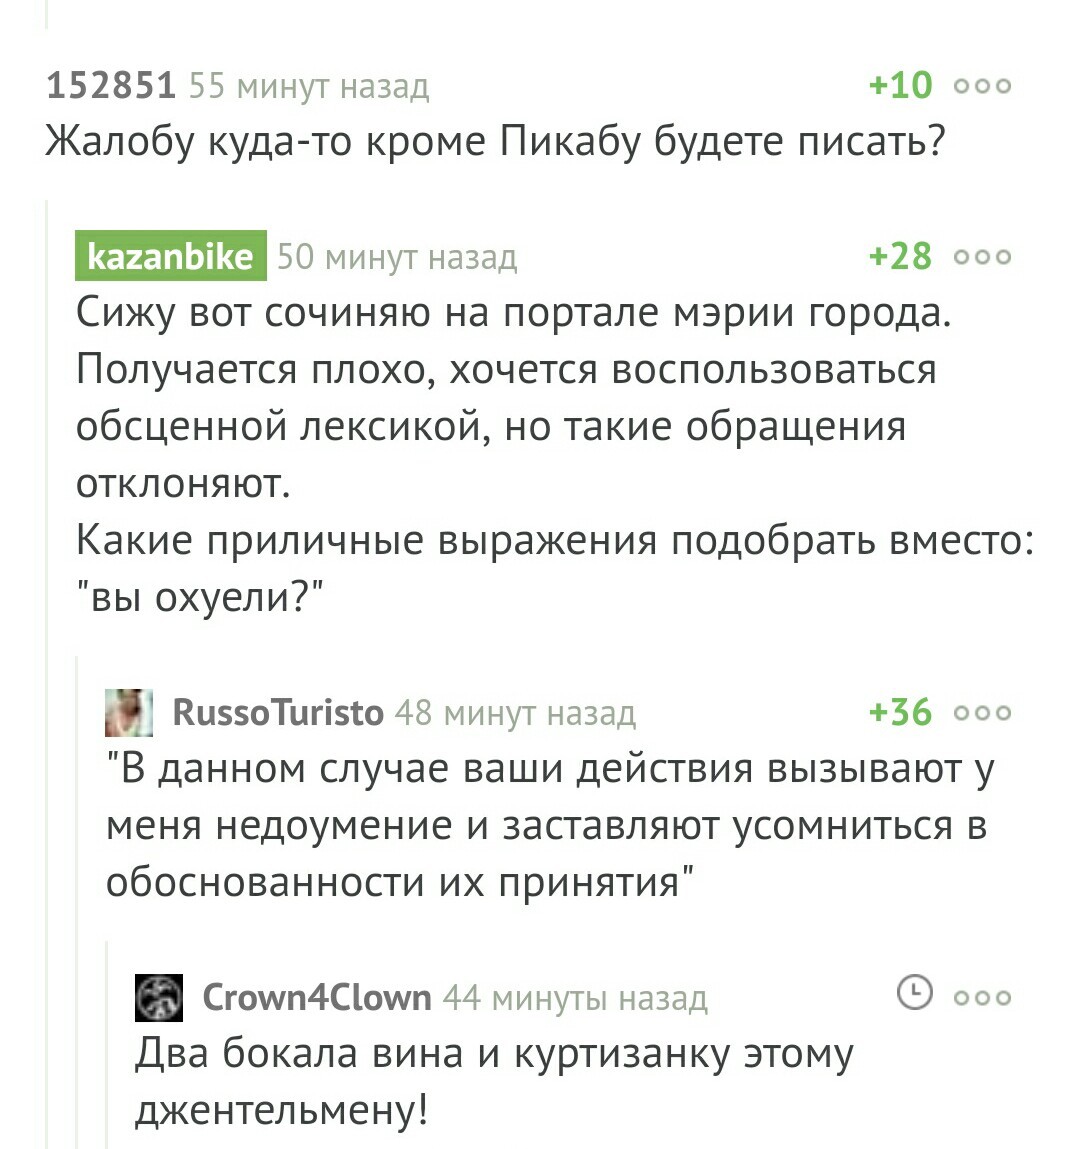 152851 55 минут назад +10
Жалобу куда-то кроме Пикабу будете писать?
kazanbike 50 минут назад +28
Сижу вот сочиняю на портале мэрии города.
Получается плохо, хочется воспользоваться
обсценной лексикой, но такие обращения
отклоняют.
Какие приличные выражения подобрать вместо:
"вы охуели?"
RussoTuristo 48 минут назад +36
"В данном случае ваши действия вызывают у
меня недоумение и заставляют усомниться в
обоснованности их принятия"
Crown4Clown 44 минуты назад
Два бокала вина и куртизанку этому
джентельмену!